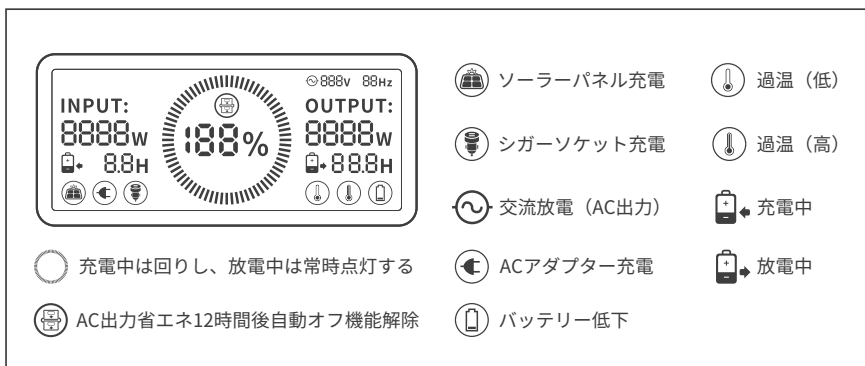 888V 88Hz
INPUT: OUTPUT:
8888W 188% 8888W
8.8H 88.8H
ソーラーパネル充電
過温（低）
シガーソケット充電
過温（高）
交流放電（AC出力）
充電中
充電中は回りし、放電中は常時点灯する
ACアダプター充電
放電中
AC出力省エネ12時間後自動オフ機能解除
バッテリー低下